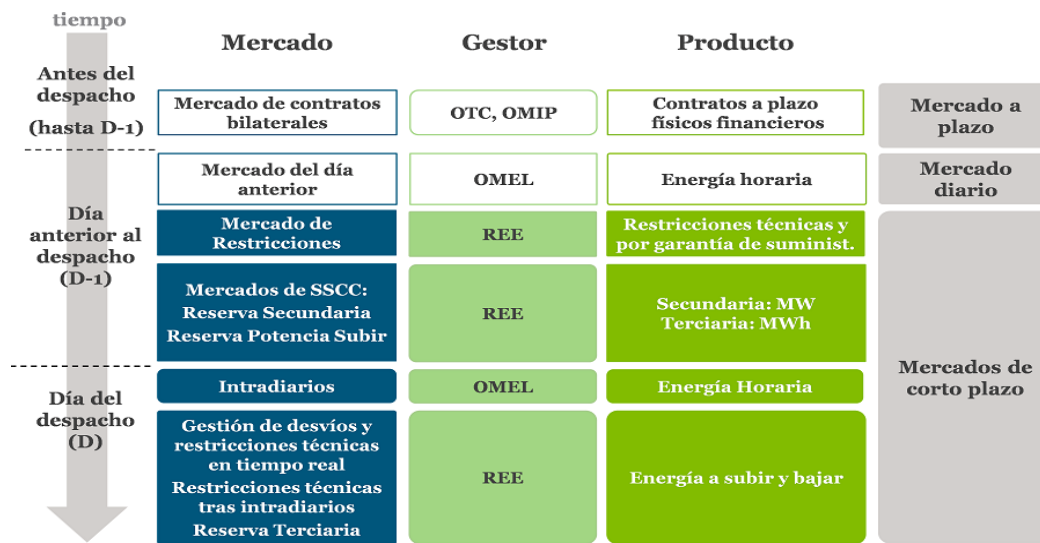 tiempo
Mercado
Gestor
Producto
Antes del
despacho
(hasta D-1)
Mercado de contratos
bilaterales
OTC, OMIP
Contratos a plazo
físicos financieros
Mercado a
plazo
Día
anterior al
despacho
(D-1)
Mercado del día
anterior
OMEL
Energía horaria
Mercado
diario
Mercado de
Restricciones
REE
Restricciones técnicas y
por garantía de suminist.
Mercados de SSCC:
Reserva Secundaria
Reserva Potencia Subir
REE
Secundaria: MW
Terciaria: MWh
Mercados de
corto plazo
Día del
despacho
(D)
Intradiarios
OMEL
Energía Horaria
Gestión de desvíos y
restricciones técnicas
en tiempo real
Restricciones técnicas
tras intradiarios
Reserva Terciaria
REE
Energía a subir y bajar